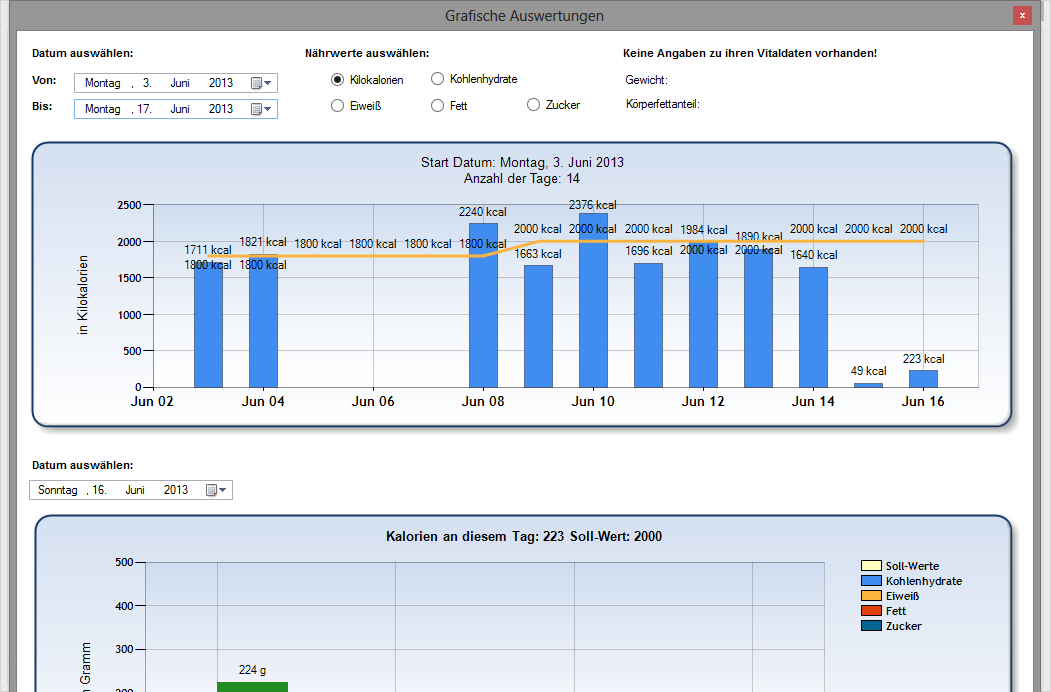 Grafische Auswertungen
x
Datum auswählen:
Nährwerte auswählen:
Keine Angaben zu ihren Vitaldaten vorhanden!
Von:
Montag , 3. Juni 2013
Kilokalorien
Kohlenhydrate
Gewicht:
Bis:
Montag , 17. Juni 2013
Eiweiß
Fett
Zucker
Körperfettanteil:
Start Datum: Montag, 3. Juni 2013
Anzahl der Tage: 14
in Kilokalorien
2500
2000
1500
1000
500
0
1711 kcal
1821 kcal
1800 kcal
1800 kcal
1800 kcal
2240 kcal
1800 kcal
2000 kcal
2376 kcal
2000 kcal
2000 kcal
1984 kcal
1890 kcal
2000 kcal
2000 kcal
2000 kcal
1800 kcal
1800 kcal
1663 kcal
1696 kcal
2000 kcal
2000 kcal
1640 kcal
49 kcal
223 kcal
Jun 02
Jun 04
Jun 06
Jun 08
Jun 10
Jun 12
Jun 14
Jun 16
Datum auswählen:
Sonntag , 16. Juni 2013
Kalorien an diesem Tag: 223 Soll-Wert: 2000
500
400
300
200
Gramm
224 g
Soll-Werte
Kohlenhydrate
Eiweiß
Fett
Zucker